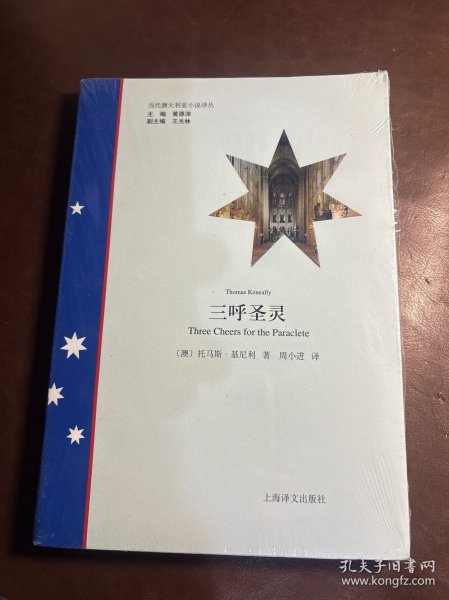 当代澳大利亚小说译丛
主 编 黄源深
副主编 王光林
Thomas Keneally
三呼圣灵
Three Cheers for the Paraclete
〔澳〕托马斯·基尼利 著 周小进 译
上海译文出版社
孔夫子旧书网
www.kongfz.com